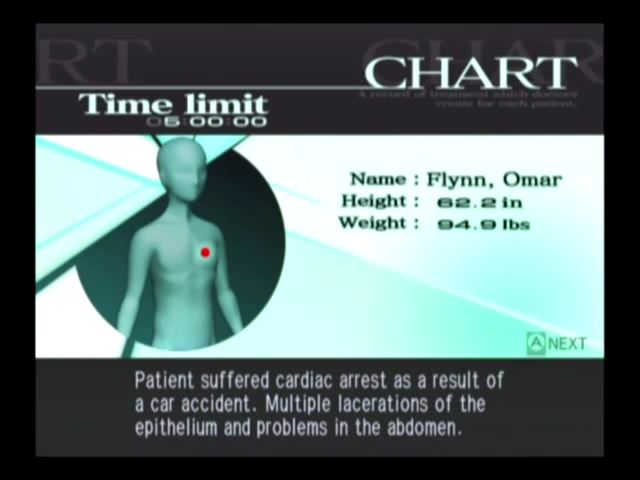 CHART
A record of treatment which doctors
create for each patient.
Time limit
05:00:00
Name : Flynn, Omar
Height : 62.2 in
Weight : 94.9 lbs
A NEXT
Patient suffered cardiac arrest as a result of
a car accident. Multiple lacerations of the
epithelium and problems in the abdomen.